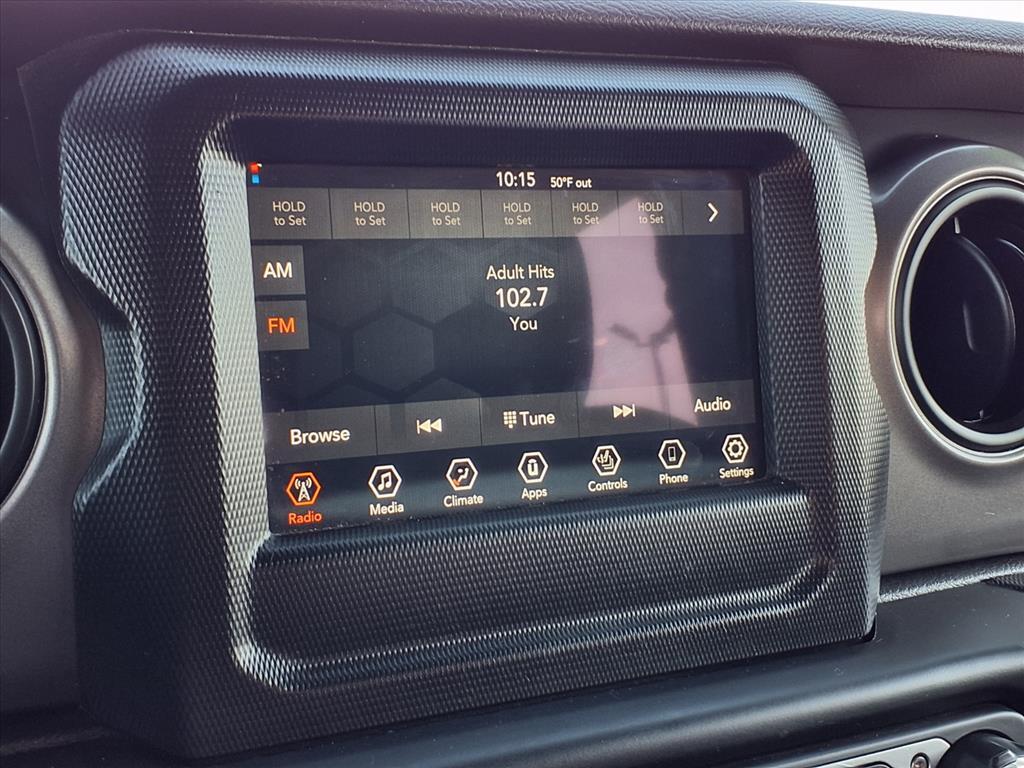 10:15 50°F out
HOLD to Set HOLD to Set HOLD to Set HOLD to Set HOLD to Set HOLD to Set
AM
FM
Adult Hits
102.7
You
Browse Tune Audio
Radio Media Climate Apps Controls Phone Settings